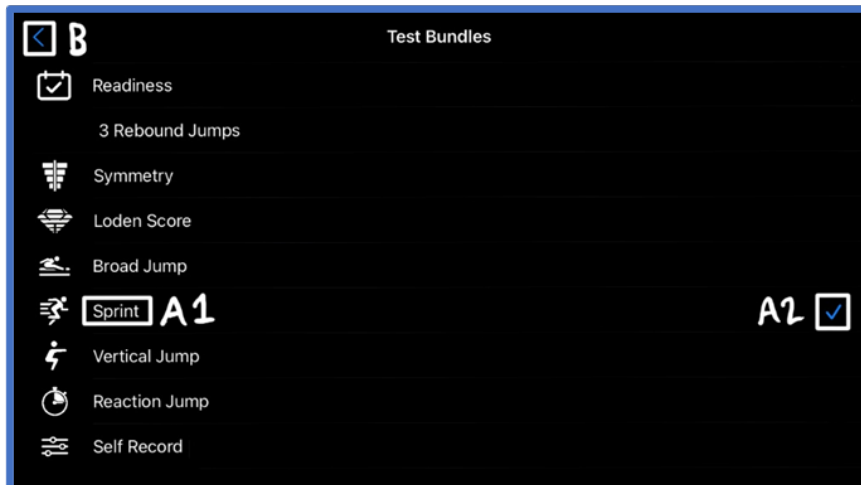 B Test Bundles
Readiness
3 Rebound Jumps
Symmetry
Loden Score
Broad Jump
Sprint A1 A2
Vertical Jump
Reaction Jump
Self Record